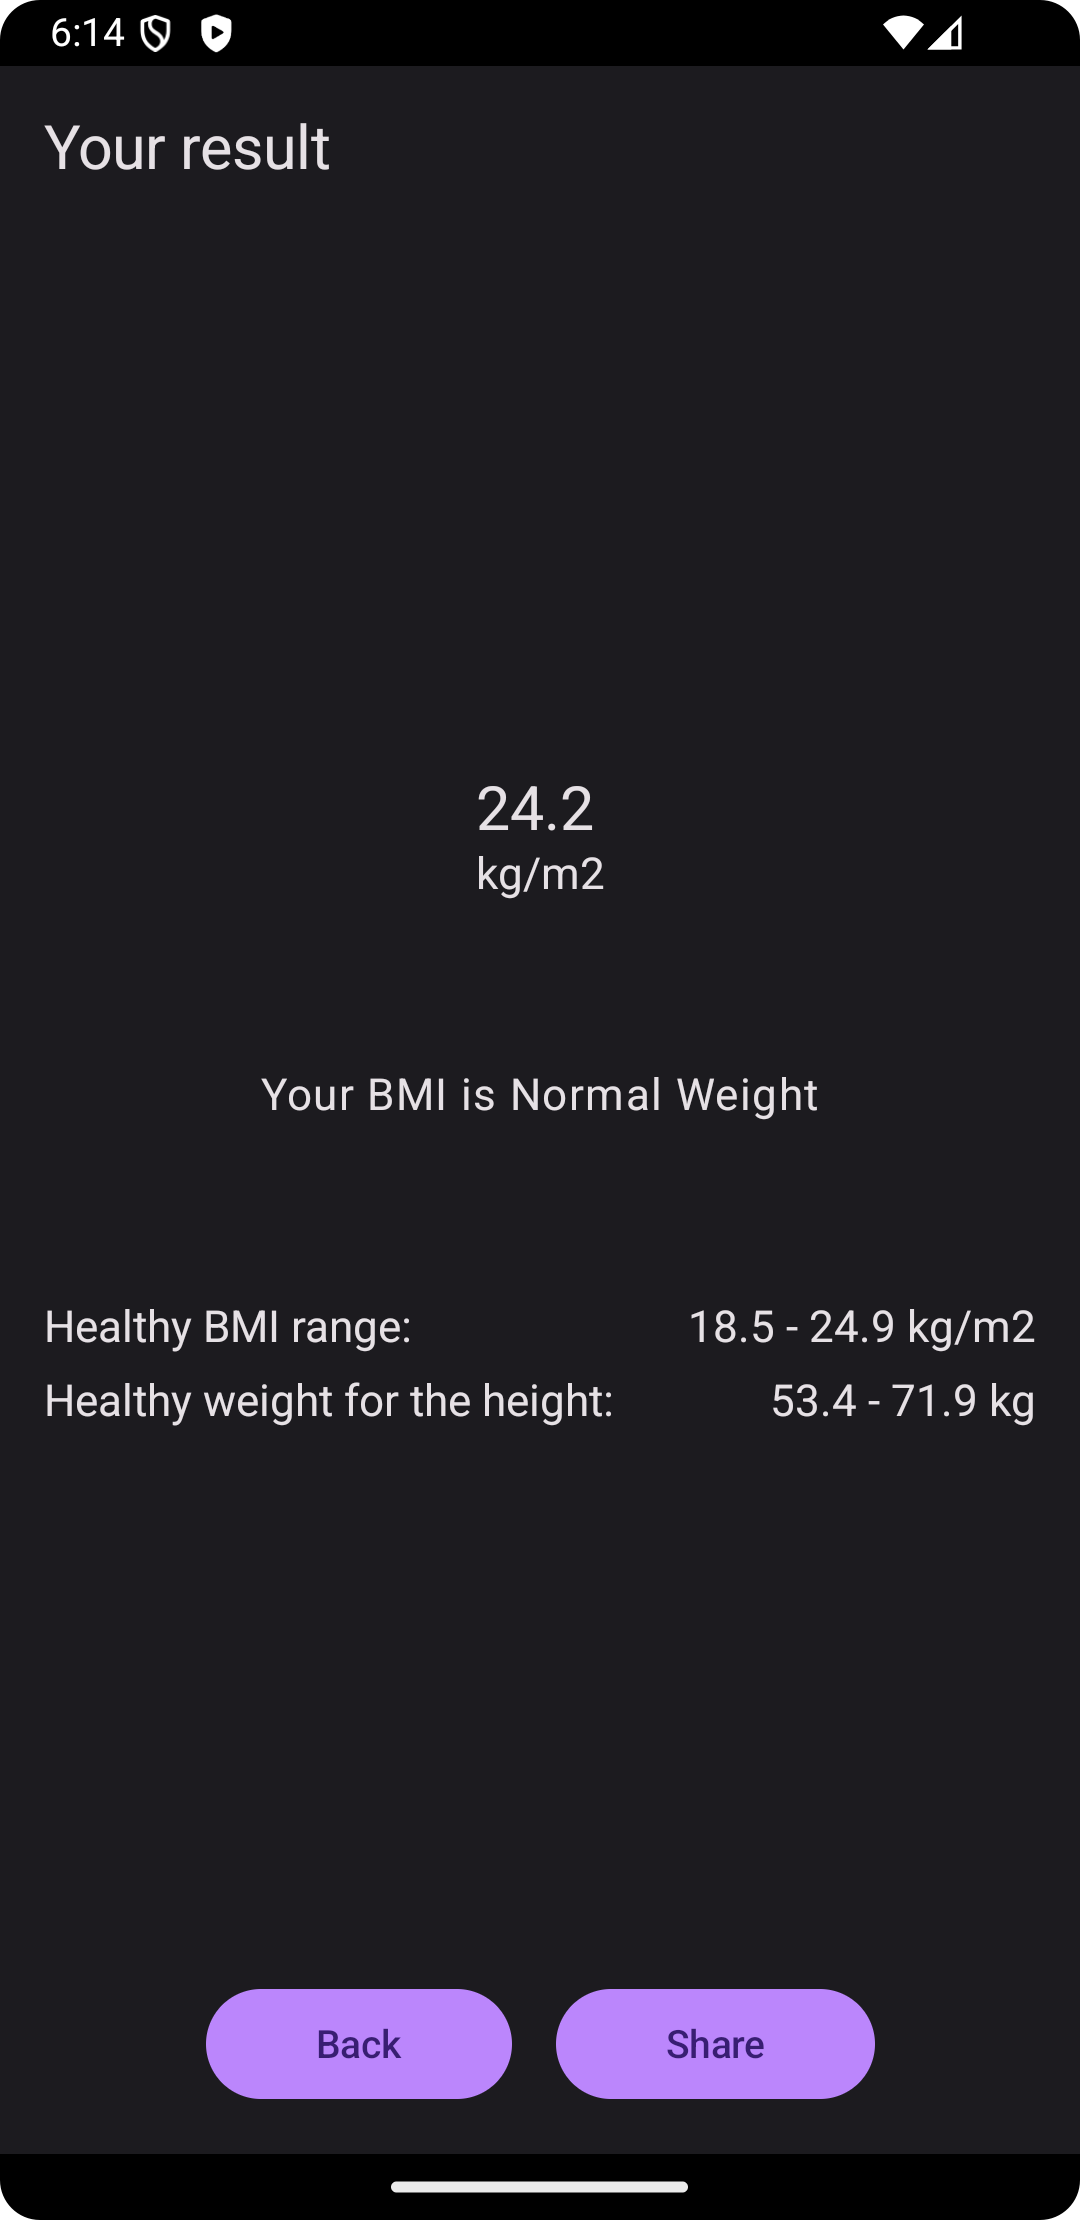 6:14
Your result
24.2
kg/m2
Your BMI is Normal Weight
Healthy BMI range: 18.5 - 24.9 kg/m2
Healthy weight for the height: 53.4 - 71.9 kg
Back Share